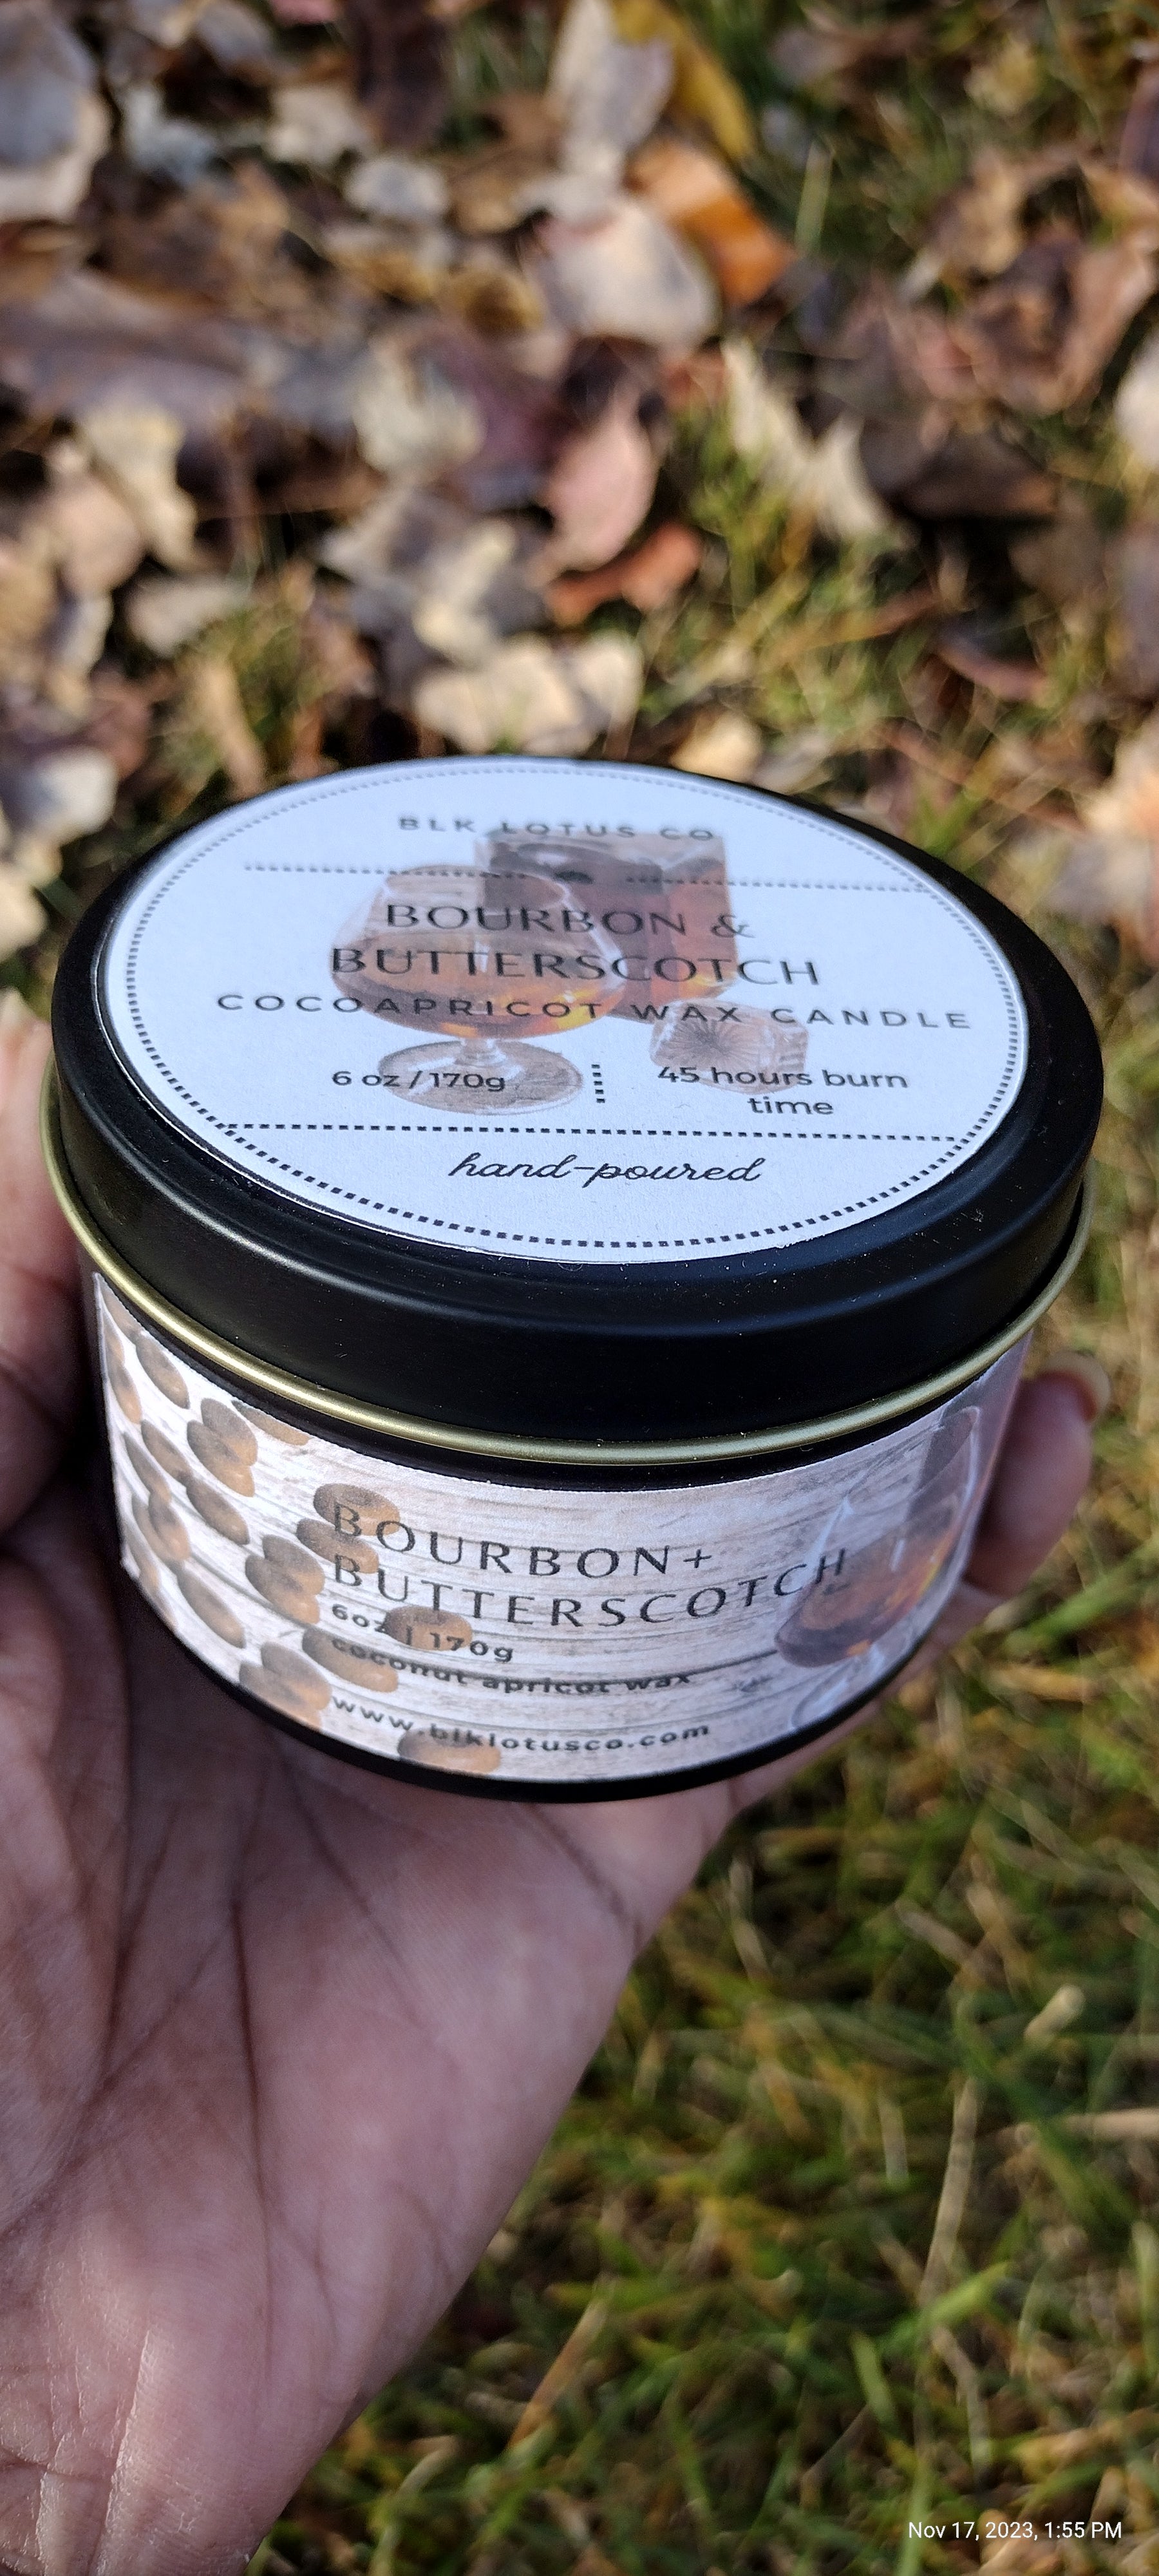 BLK LOTUS CO
BOURBON &
BUTTERSCOTCH
COCOAPRICOT WAX CANDLE
6 oz / 170g
45 hours burn
time
hand-poured
BOURBON+
BUTTERSCOTCH
6oz | 170g
coconut apricot wax
www.blklotusco.com
Nov 17, 2023, 1:55 PM